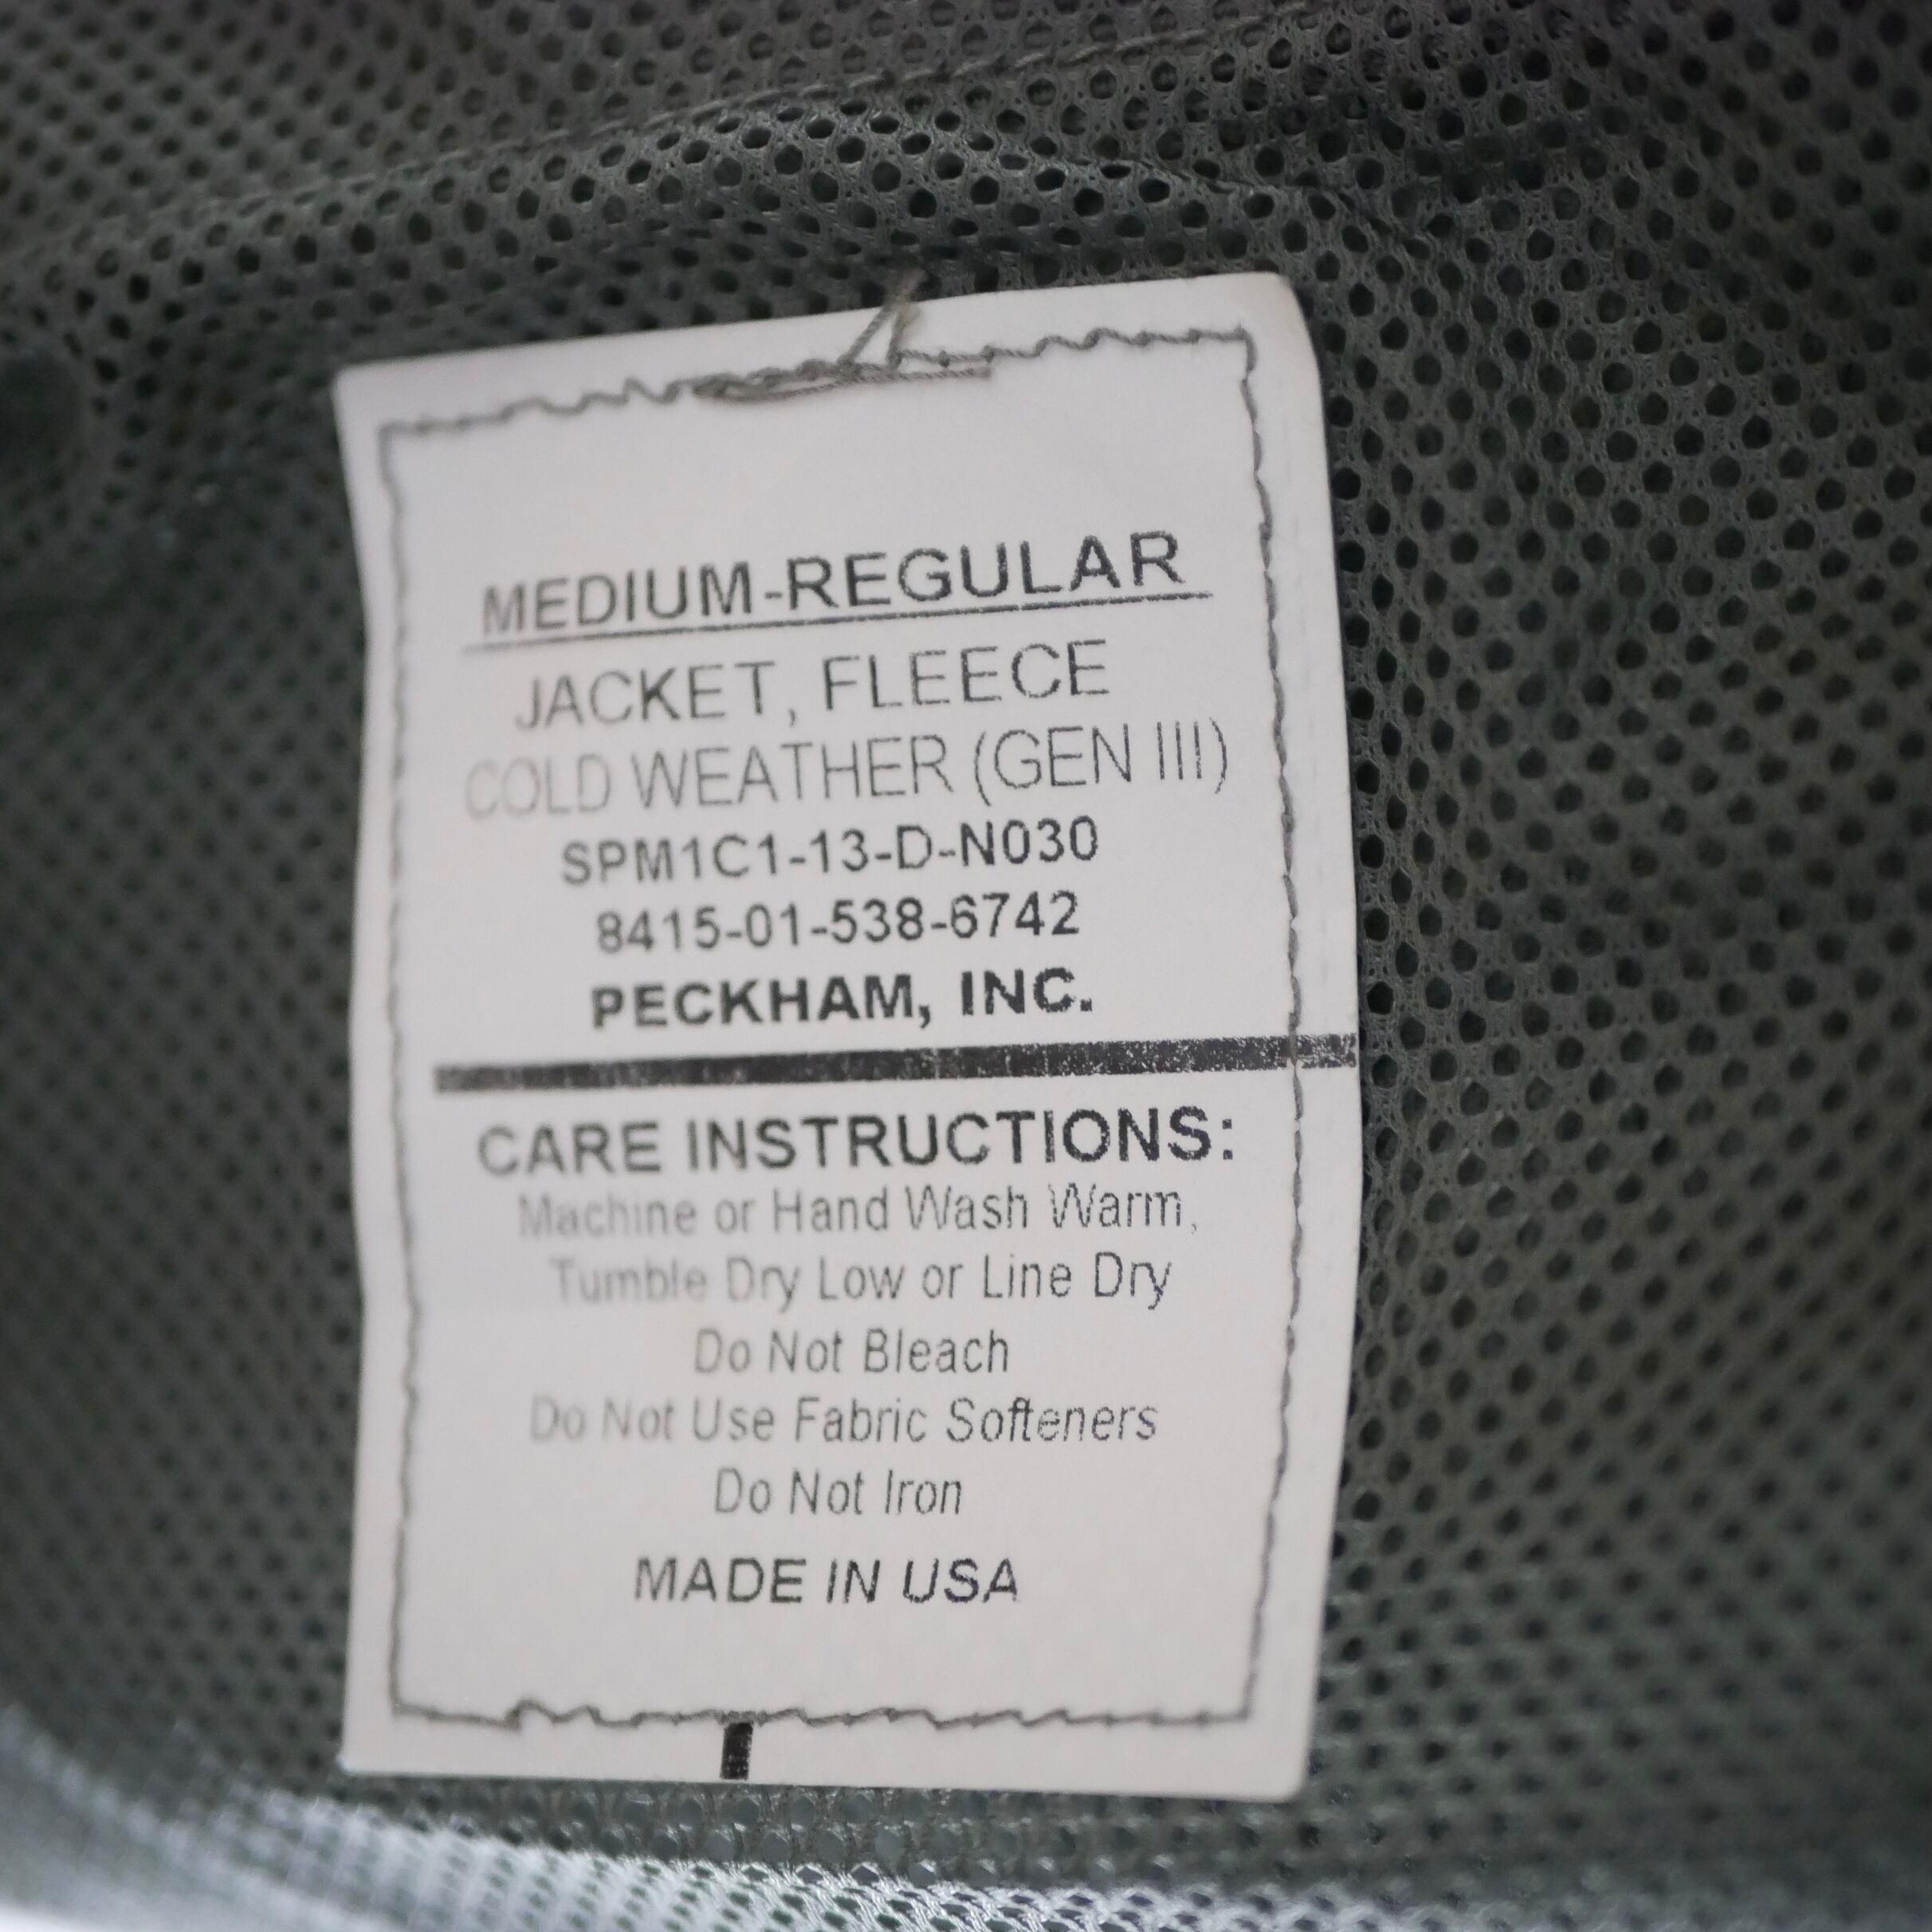 MEDIUM-REGULAR
JACKET, FLEECE
COLD WEATHER (GEN III)
SPM1C1-13-D-N030
8415-01-538-6742
PECKHAM, INC.
CARE INSTRUCTIONS:
Machine or Hand Wash Warm,
Tumble Dry Low or Line Dry
Do Not Bleach
Do Not Use Fabric Softeners
Do Not Iron
MADE IN USA